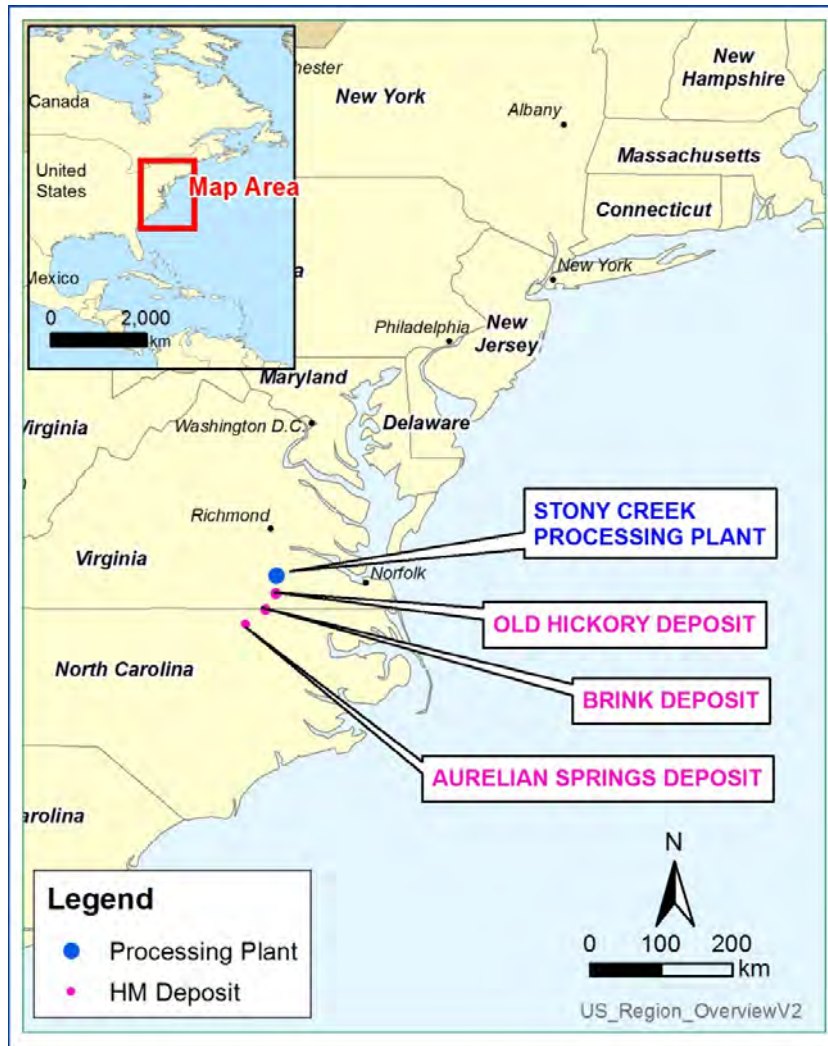 Canada
United
States
Mexico
Map Area
0 2,000
km
hester
New York
Albany
New
Hampshire
Massachusetts
Connecticut
New York
a
Philadelphia
New
Jersey
Maryland
Delaware
Virginia
Washington D.C.
Richmond
Virginia
Norfolk
North Carolina
arolina
STONY CREEK
PROCESSING PLANT
OLD HICKORY DEPOSIT
BRINK DEPOSIT
AURELIAN SPRINGS DEPOSIT
Legend
Processing Plant
HM Deposit
N
0 100 200
km
US_Region_OverviewV2